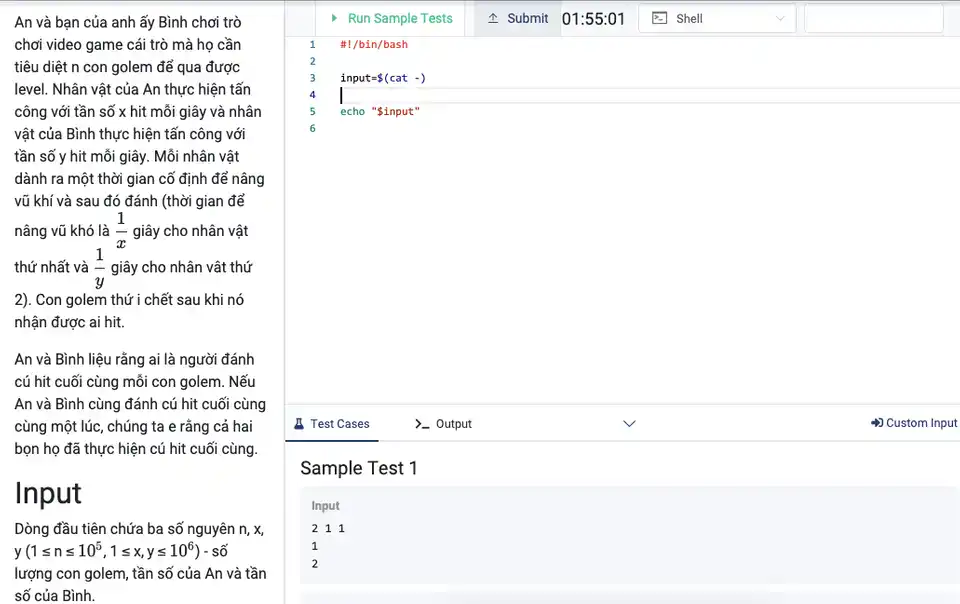 An và bạn của anh ấy Bình chơi trò
chơi video game cái trò mà họ cần
tiêu diệt n con golem để qua được
level. Nhân vật của An thực hiện tấn
công với tần số x hit mỗi giây và nhân
vật của Bình thực hiện tấn công với
tần số y hit mỗi giây. Mỗi nhân vật
dành ra một thời gian cố định để nâng
vũ khí và sau đó đánh (thời gian để
nâng vũ khó là 1/x giây cho nhân vật
thứ nhất và 1/y giây cho nhân vât thứ
2). Con golem thứ i chết sau khi nó
nhận được ai hit.
An và Bình liệu rằng ai là người đánh
cú hit cuối cùng mỗi con golem. Nếu
An và Bình cùng đánh cú hit cuối cùng
cùng một lúc, chúng ta e rằng cả hai
bọn họ đã thực hiện cú hit cuối cùng.
Input
Dòng đầu tiên chứa ba số nguyên n, x,
y (1 ≤ n ≤ 10^5, 1 ≤ x, y ≤ 10^6) - số
lượng con golem, tần số của An và tần
số của Bình.
Run Sample Tests Submit 01:55:01 Shell
1 #!/bin/bash
2
3 input=$(cat -)
4
5 echo "$input"
6
Test Cases >_ Output Custom Input
Sample Test 1
Input
2 1 1
1
2